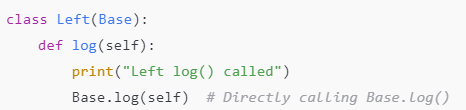 class Left(Base):
    def log(self):
        print("Left log() called")
        Base.log(self)  # Directly calling Base.log()